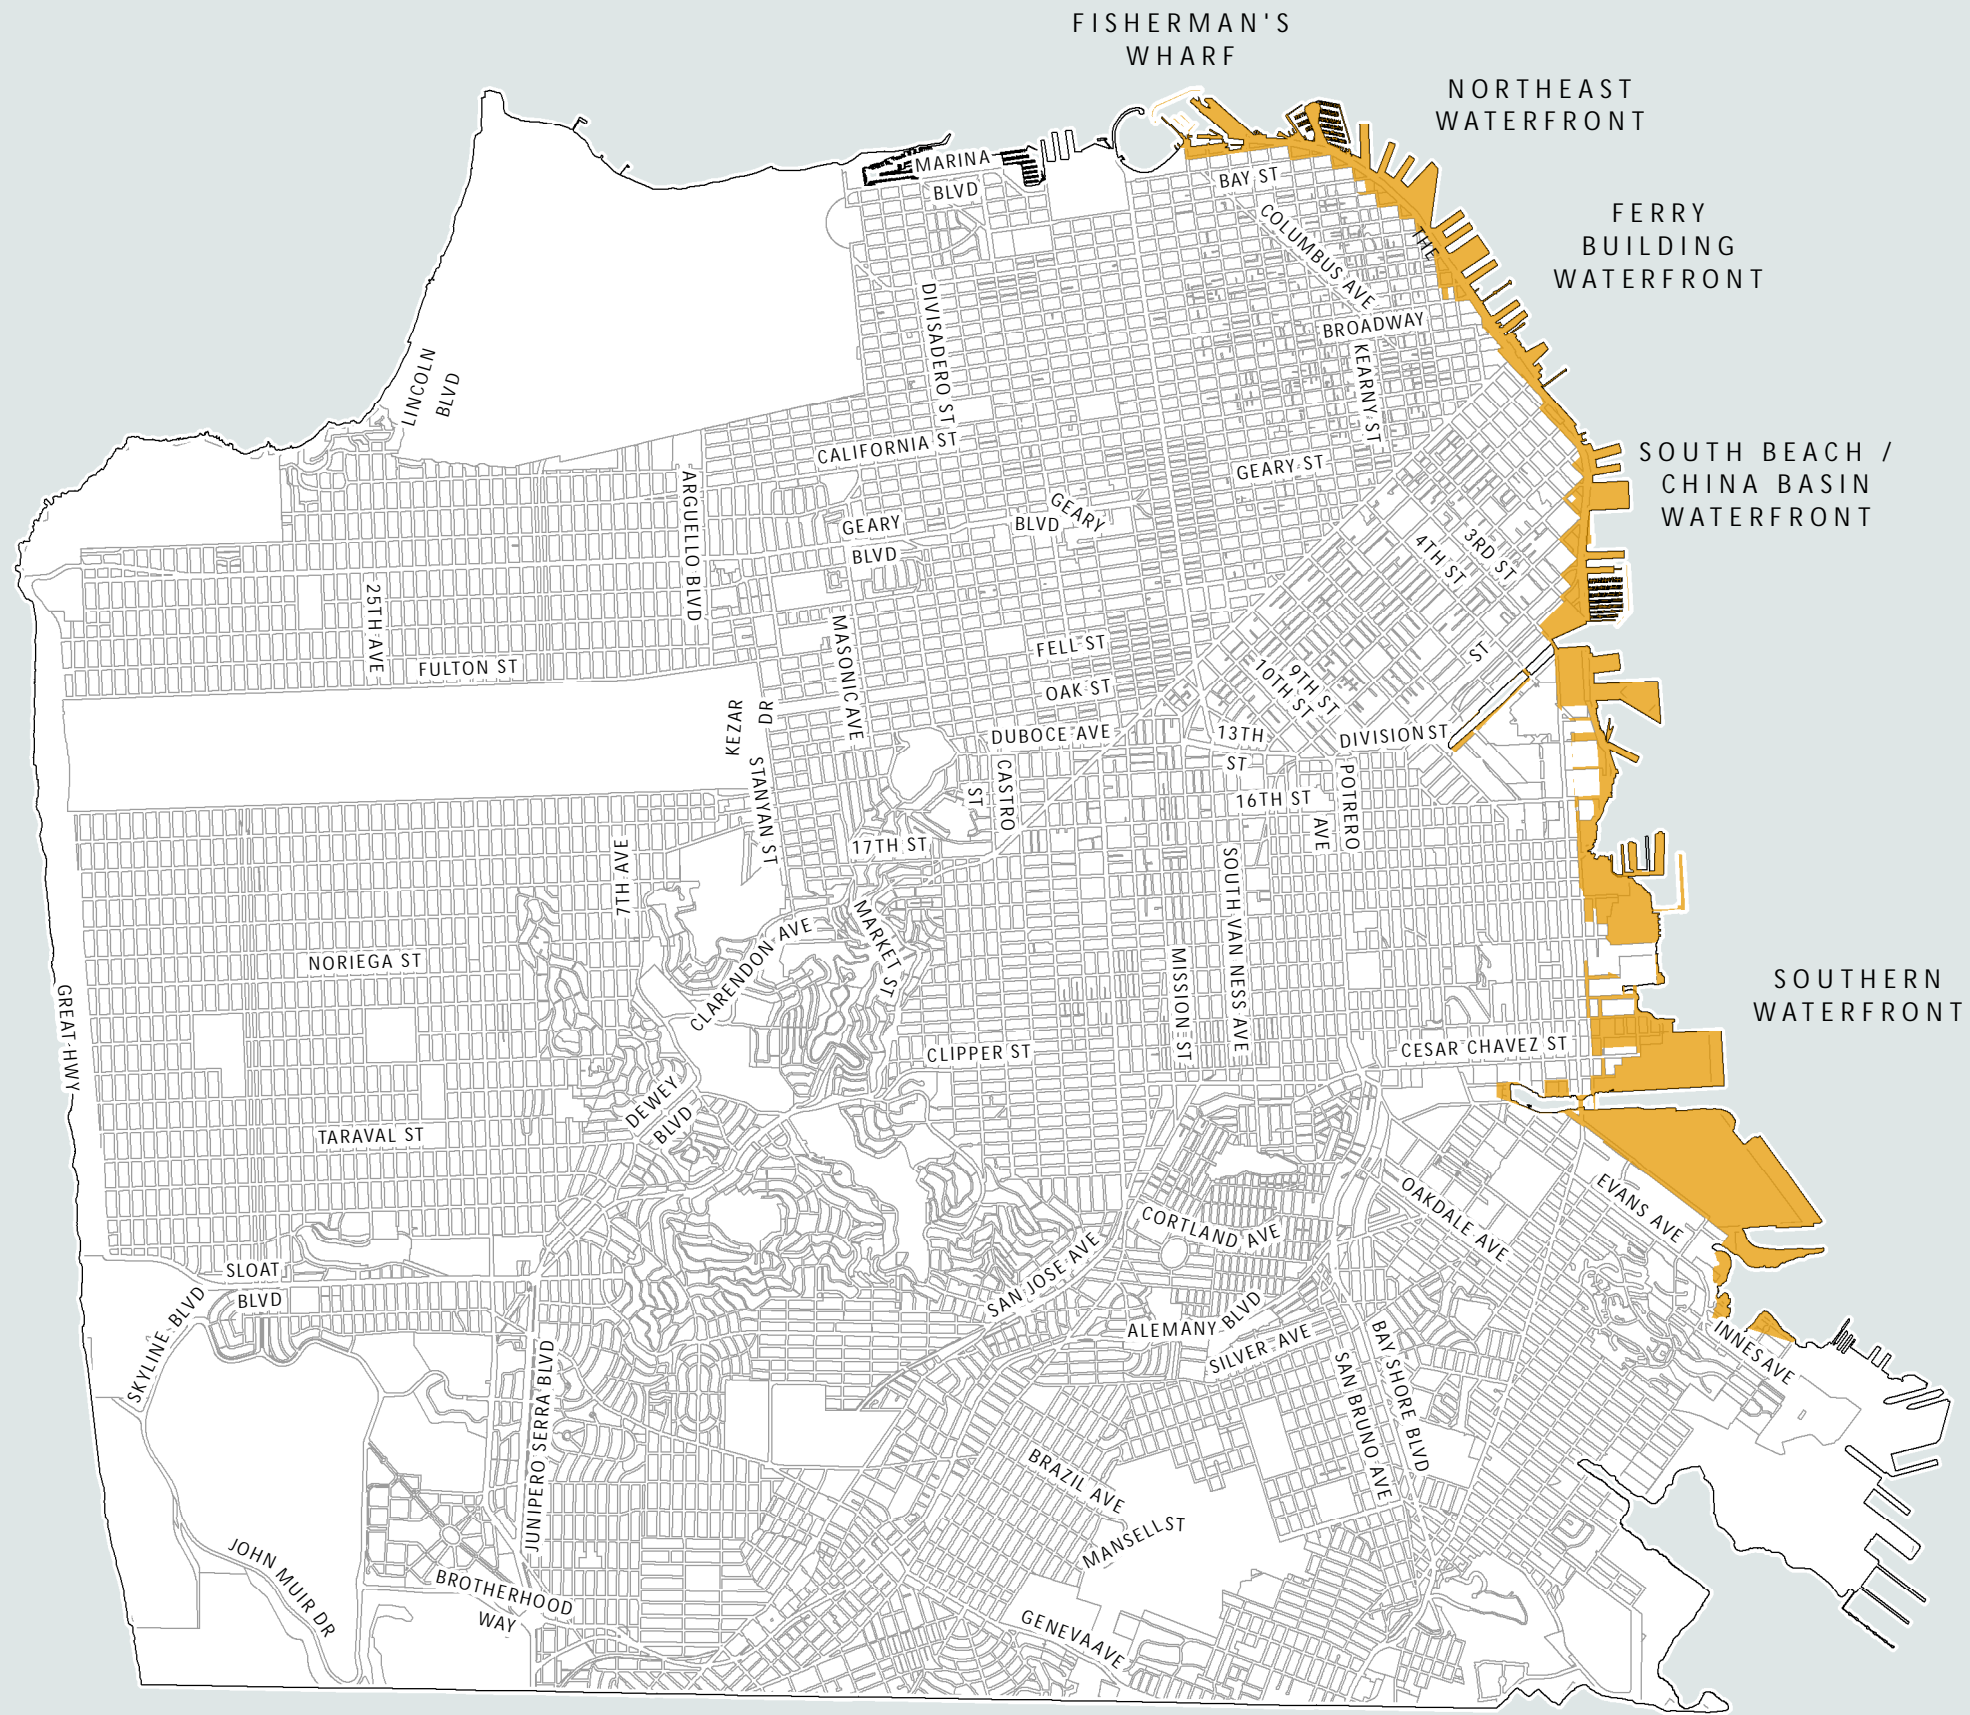 FISHERMAN'S
WHARF
NORTHEAST
WATERFRONT
MARINA
BLVD
BAY ST
COLUMBUS AVE
THE
FERRY
BUILDING
WATERFRONT
DIVISADERO ST
BROADWAY
KEARNY ST
LINCOLN
BLVD
CALIFORNIA ST
GEARY ST
SOUTH BEACH /
CHINA BASIN
WATERFRONT
ARGUELLO BLVD
GEARY
BLVD
BLVD
GEARY
3RD ST
4TH ST
25TH AVE
MASONIC AVE
FELL ST
FULTON ST
OAK ST
9TH ST
10TH ST
ST
KEZAR
DR
DUBOCE AVE
13TH
ST
DIVISION ST
STANYAN ST
CASTRO
ST
16TH ST
POTRERO
AVE
17TH ST
7TH AVE
SOUTH VAN NESS AVE
MARKET ST
CLARENDON AVE
NORIEGA ST
MISSION ST
GREAT HWY
SOUTHERN
WATERFRONT
CLIPPER ST
CESAR CHAVEZ ST
DEWEY
BLVD
TARAVAL ST
OAKDALE AVE
EVANS AVE
CORTLAND AVE
SLOAT
BLVD
SAN JOSE AVE
SKYLINE BLVD
ALEMANY BLVD
SILVER AVE
BAY SHORE BLVD
SAN BRUNO AVE
INNES AVE
JUNIPERO SERRA BLVD
BRAZIL AVE
MANSELL ST
JOHN MUIR DR
BROTHERHOOD
WAY
GENEVA AVE